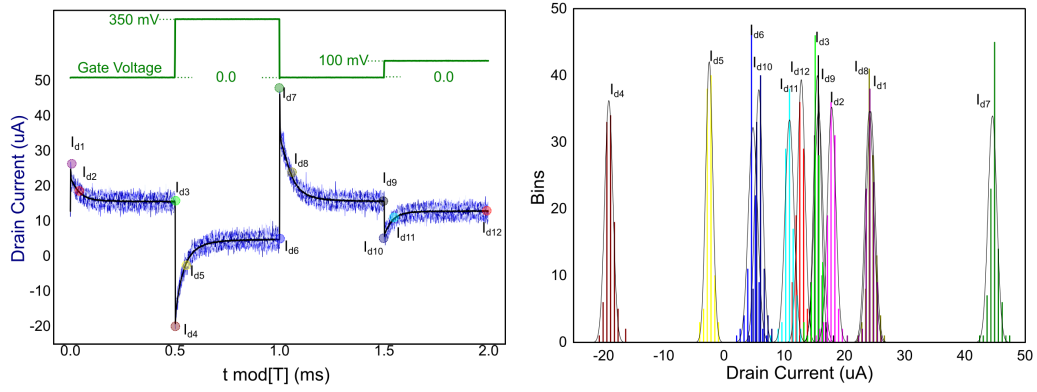 350 mV
100 mV
Gate Voltage
0.0
0.0
50
40
30
20
10
0
-10
-20
Drain Current (uA)
Id1
Id2
Id3
Id4
Id5
Id6
Id7
Id8
Id9
Id10
Id11
Id12
0.0
0.5
1.0
1.5
2.0
t mod[T] (ms)
50
40
30
20
10
0
Bins
Id4
Id5
Id6
Id10
Id11
Id12
Id3
Id9
Id2
Id8
Id1
Id7
-20
-10
0
10
20
30
40
50
Drain Current (uA)